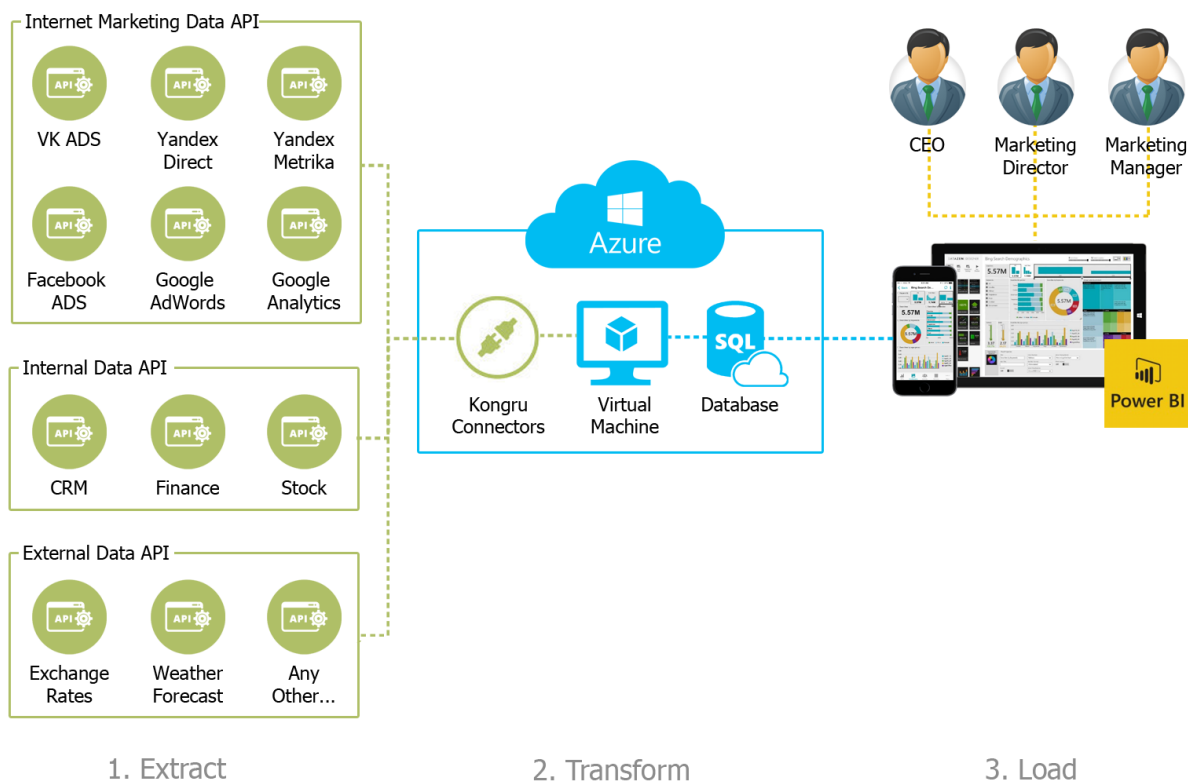 Internet Marketing Data API
API
API
API
VK ADS
Yandex
Direct
Yandex
Metrika
API
API
API
Facebook
ADS
Google
AdWords
Google
Analytics
Internal Data API
API
API
API
CRM
Finance
Stock
External Data API
API
API
API
Exchange
Rates
Weather
Forecast
Any
Other...
1. Extract
Azure
Kongru
Connectors
Virtual
Machine
SQL
Database
2. Transform
CEO
Marketing
Director
Marketing
Manager
5.57M
5.57M
5.57M
Power BI
3. Load